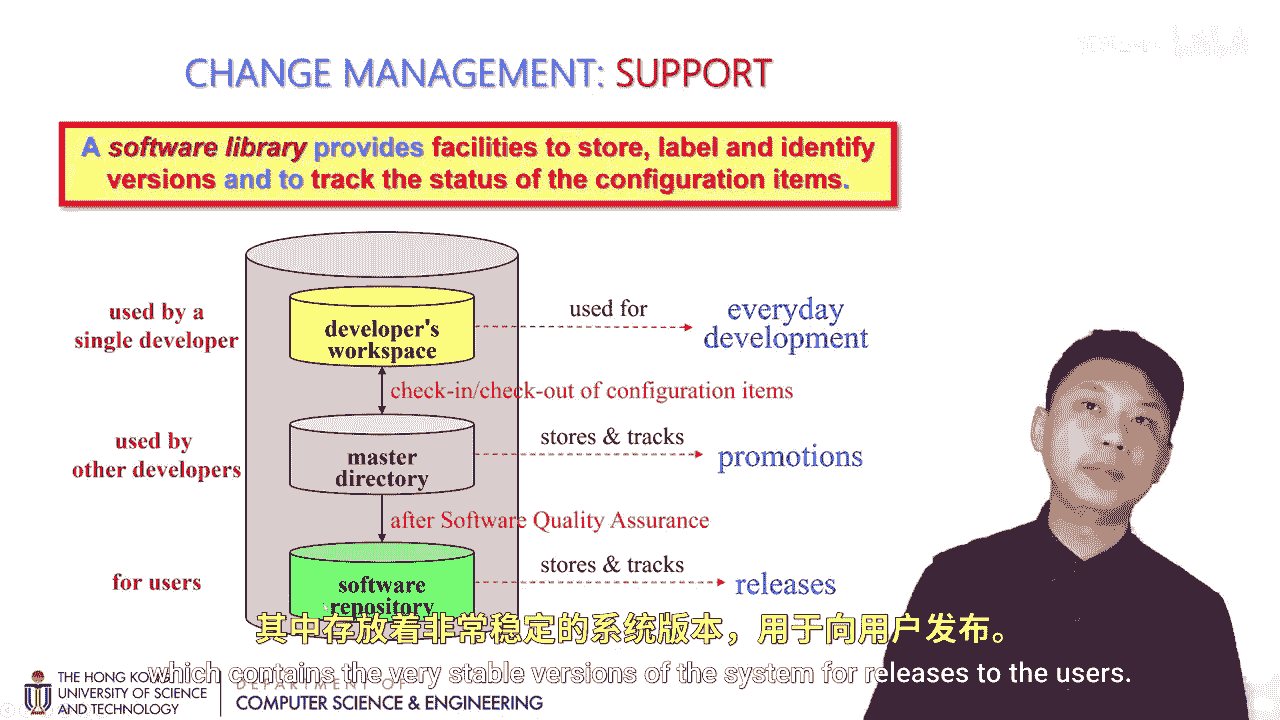 CHANGE MANAGEMENT: SUPPORT
A software library provides facilities to store, label and identify
versions and to track the status of the configuration items.
used by a
single developer
developer's
workspace
used for
everyday
development
check-in/check-out of configuration items
used by
other developers
master
directory
stores & tracks
promotions
after Software Quality Assurance
for users
software
repository
stores & tracks
releases
其中存放着非常稳定的系统版本，用于向用户发布。
which contains the very stable versions of the system for releases to the users.
THE HONG KONG
UNIVERSITY OF SCIENCE
AND TECHNOLOGY
DEPARTMENT OF
COMPUTER SCIENCE & ENGINEERING